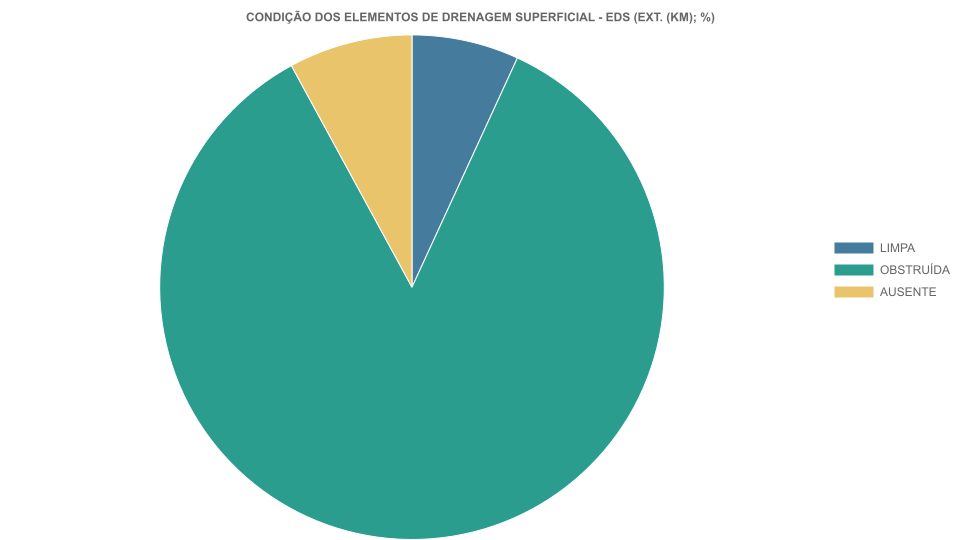 CONDIÇÃO DOS ELEMENTOS DE DRENAGEM SUPERFICIAL - EDS (EXT. (KM); %)
LIMPA
OBSTRUÍDA
AUSENTE